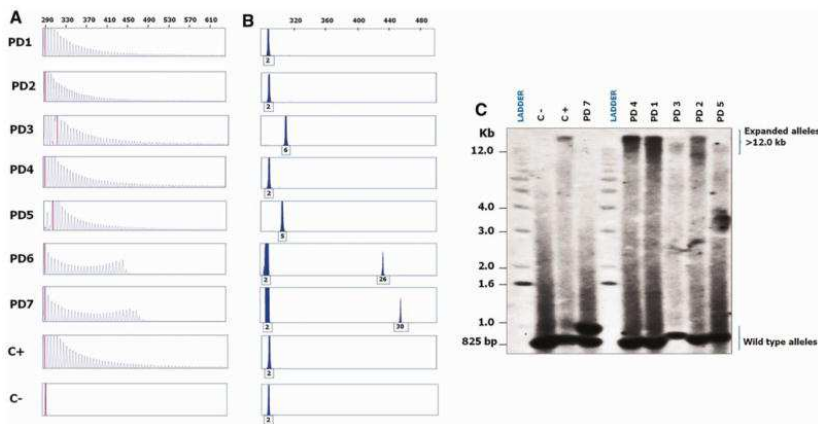 A
290 330 370 410 450 490 530 570 610
PD1
PD2
PD3
PD4
PD5
PD6
PD7
C+
C-
B
320 360 400 440 480
2
2
6
2
5
2 26
2 30
2
2
C
LADDER C - C + PD 7 LADDER PD 4 PD 1 PD 3 PD 2 PD 5
Kb
12.0
4.0
3.0
2.0
1.6
1.0
825 bp
Expanded alleles
>12.0 kb
Wild type alleles